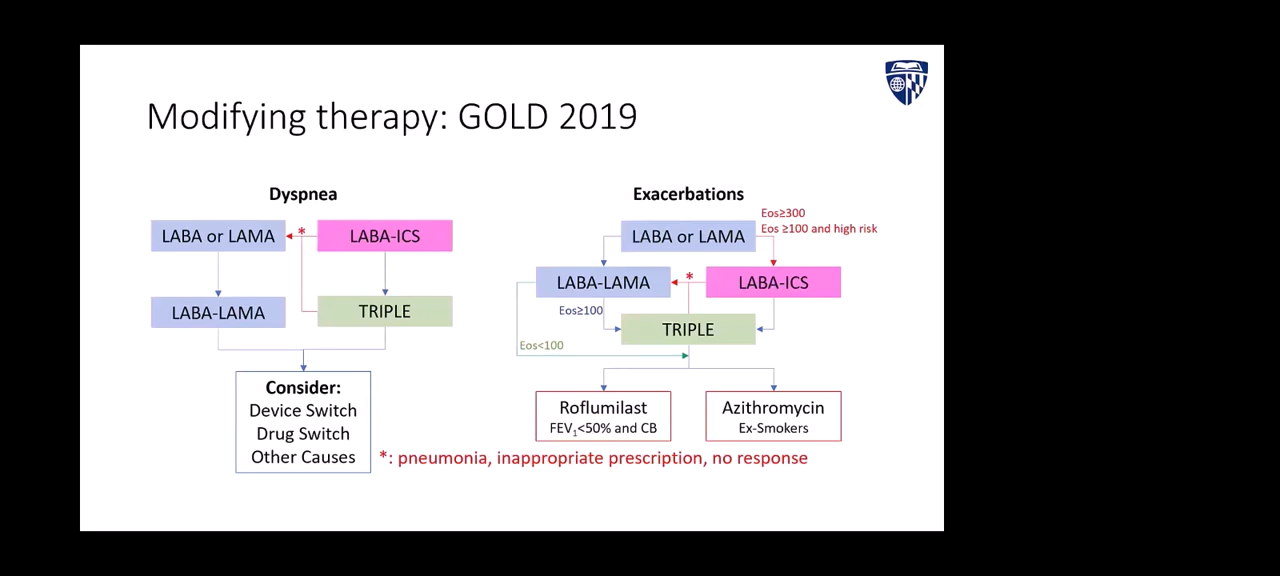 Modifying therapy: GOLD 2019
Dyspnea
LABA or LAMA
*
LABA-ICS
LABA-LAMA
TRIPLE
Consider:
Device Switch
Drug Switch
Other Causes
Exacerbations
LABA or LAMA
Eos≥300
Eos ≥100 and high risk
LABA-LAMA
*
LABA-ICS
Eos≥100
TRIPLE
Eos<100
Roflumilast
FEV₁<50% and CB
Azithromycin
Ex-Smokers
*: pneumonia, inappropriate prescription, no response